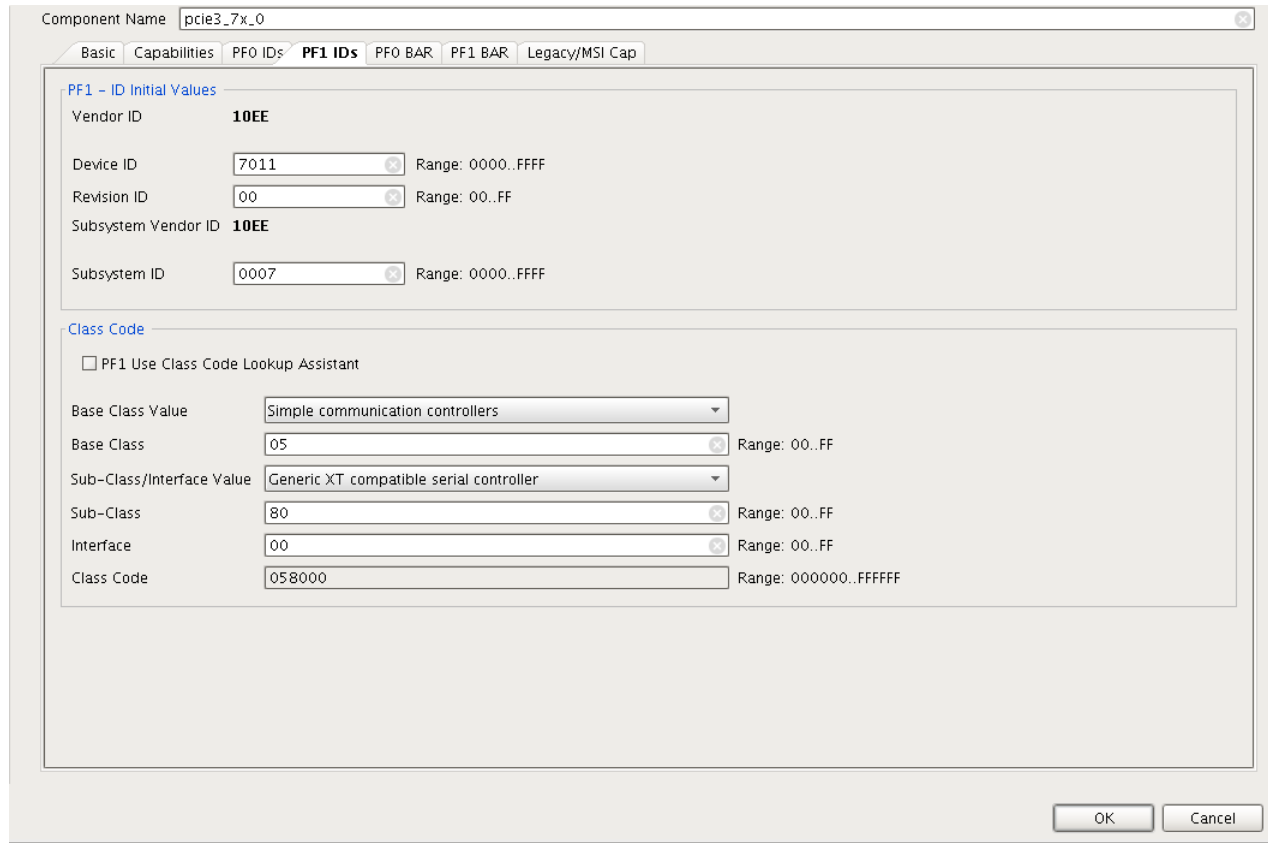 Component Name pcie3_7x_0
Basic Capabilities PF0 IDs PF1 IDs PF0 BAR PF1 BAR Legacy/MSI Cap
PF1 - ID Initial Values
Vendor ID 10EE
Device ID 7011 Range: 0000..FFFF
Revision ID 00 Range: 00..FF
Subsystem Vendor ID 10EE
Subsystem ID 0007 Range: 0000..FFFF
Class Code
PF1 Use Class Code Lookup Assistant
Base Class Value Simple communication controllers
Base Class 05 Range: 00..FF
Sub-Class/Interface Value Generic XT compatible serial controller
Sub-Class 80 Range: 00..FF
Interface 00 Range: 00..FF
Class Code 058000 Range: 000000..FFFFFF
OK Cancel